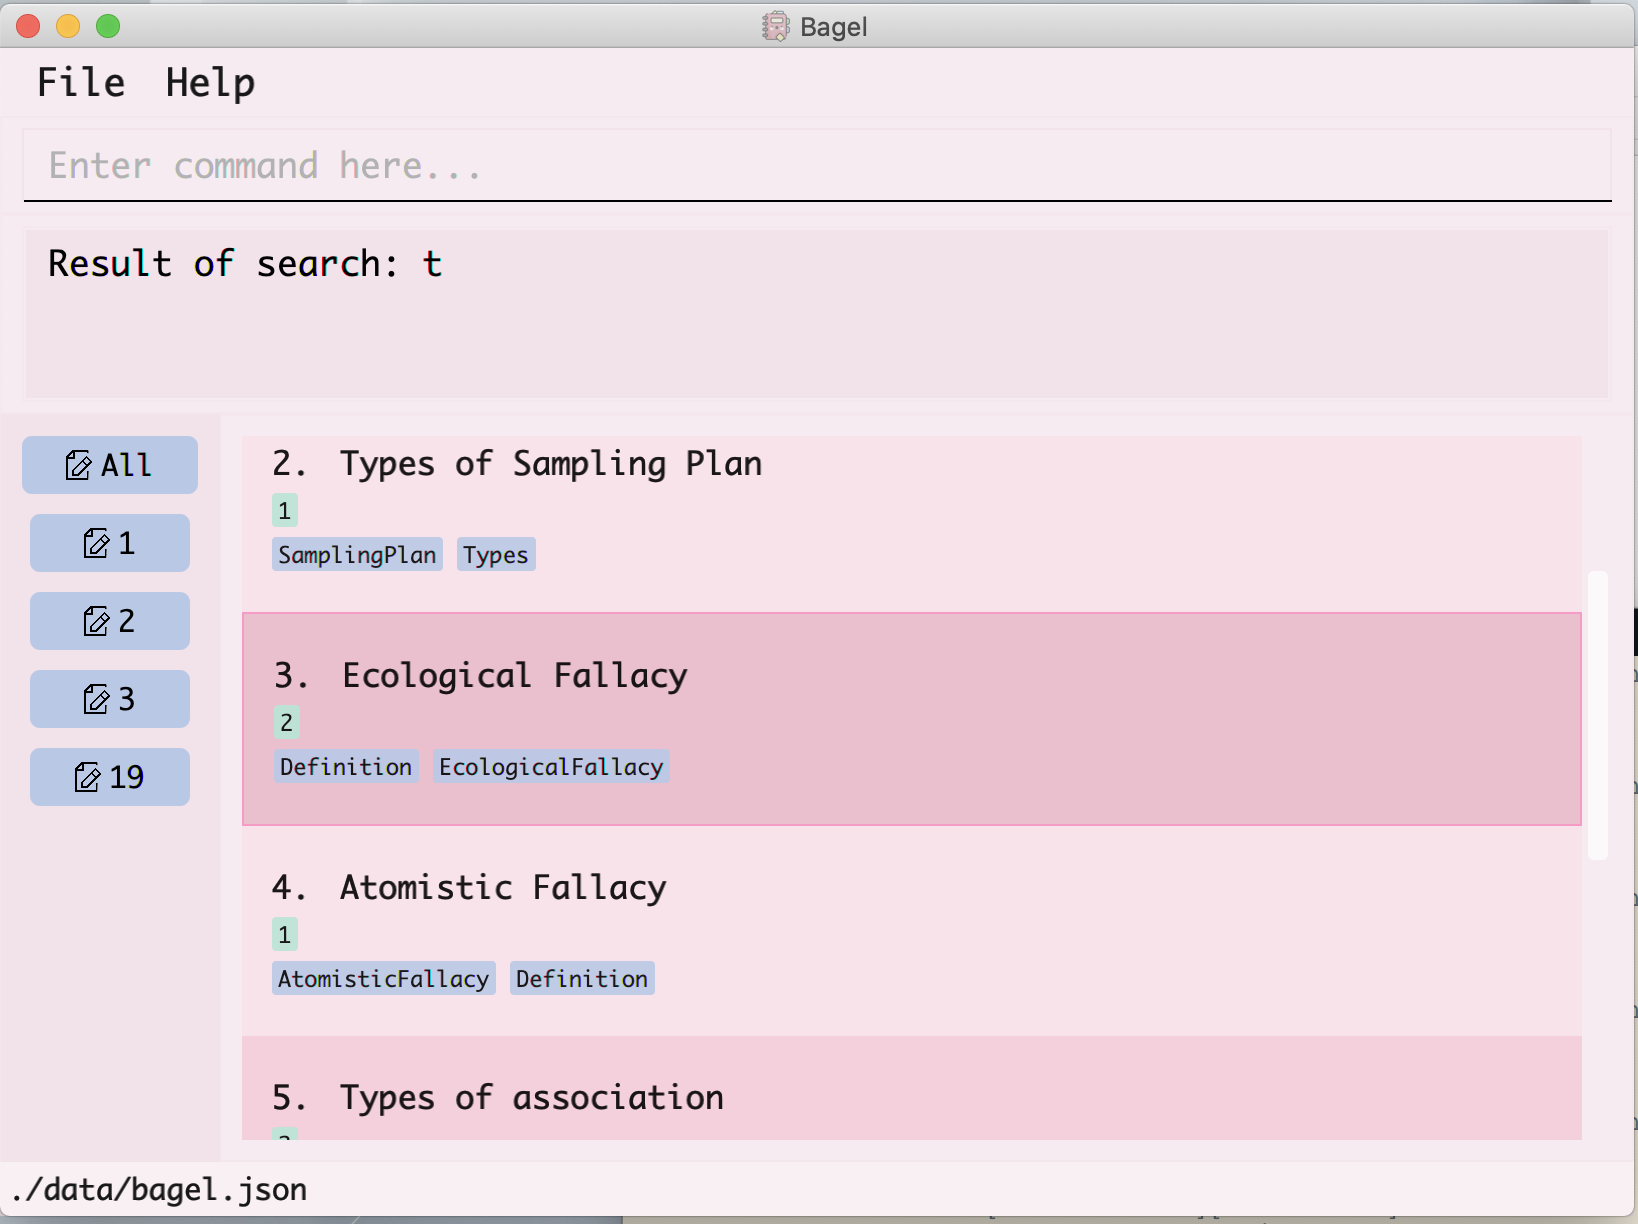 Bagel
File Help
Enter command here...
Result of search: t
All
1
2
3
19
2. Types of Sampling Plan
1
SamplingPlan Types
3. Ecological Fallacy
2
Definition EcologicalFallacy
4. Atomistic Fallacy
1
AtomisticFallacy Definition
5. Types of association
./data/bagel.json